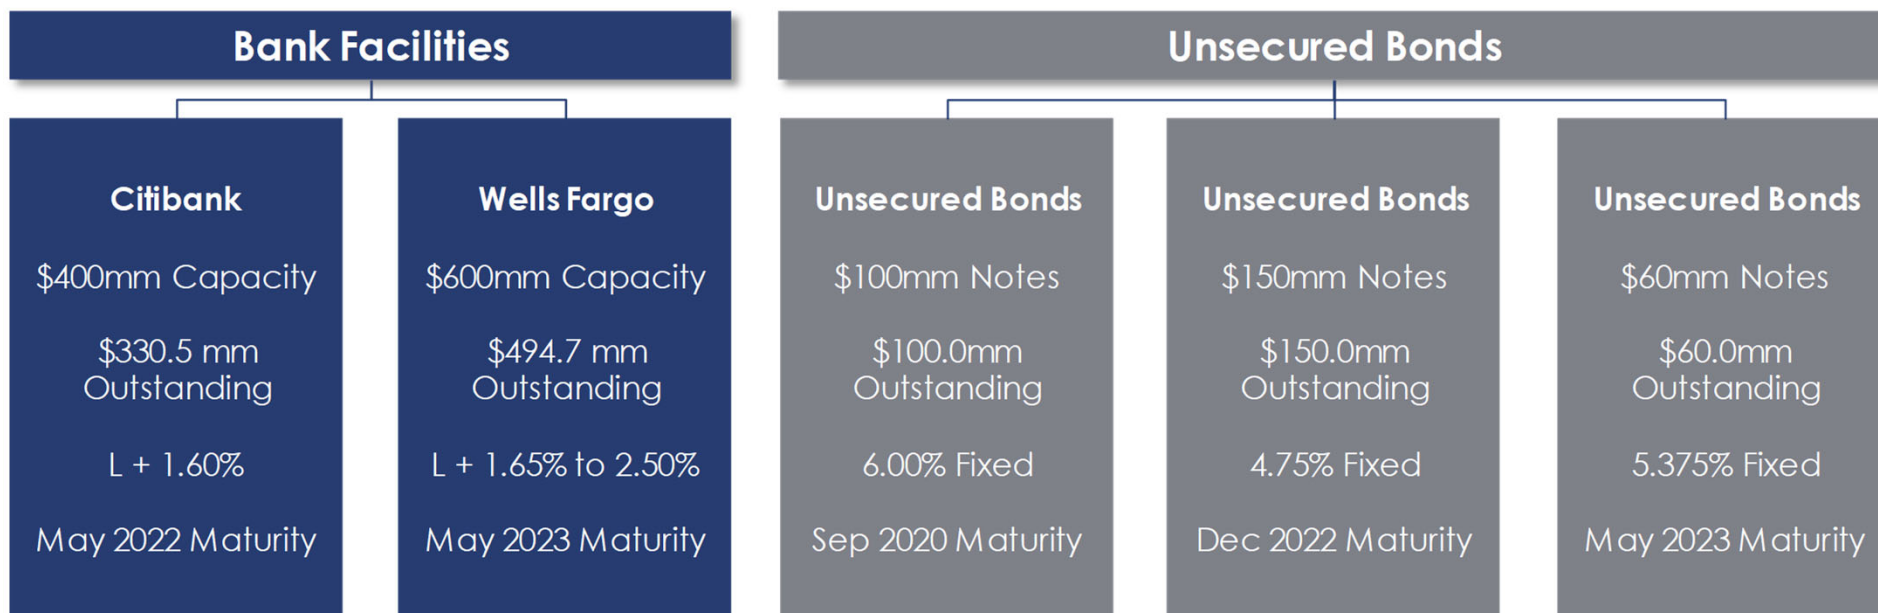 Bank Facilities
Citibank
$400mm Capacity
$330.5 mm
Outstanding
L + 1.60%
May 2022 Maturity
Wells Fargo
$600mm Capacity
$494.7 mm
Outstanding
L + 1.65% to 2.50%
May 2023 Maturity
Unsecured Bonds
Unsecured Bonds
$100mm Notes
$100.0mm
Outstanding
6.00% Fixed
Sep 2020 Maturity
Unsecured Bonds
$150mm Notes
$150.0mm
Outstanding
4.75% Fixed
Dec 2022 Maturity
Unsecured Bonds
$60mm Notes
$60.0mm
Outstanding
5.375% Fixed
May 2023 Maturity